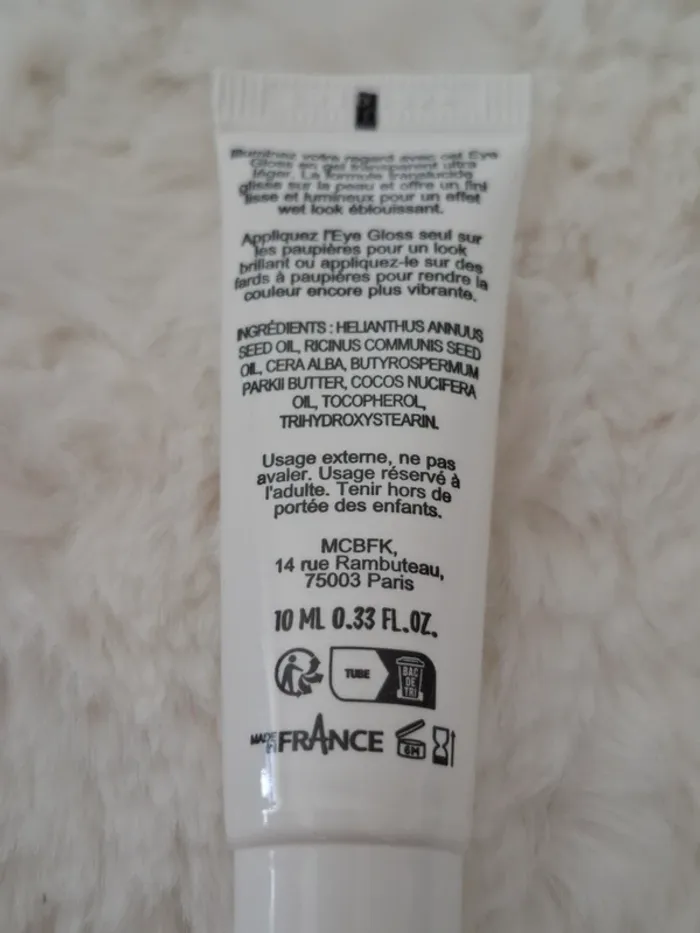 Illuminez votre regard avec cet Eye
Gloss en gel transparent ultra
léger. La formule translucide
glisse sur la peau et offre un fini
lisse et lumineux pour un effet
wet look éblouissant.
Appliquez l'Eye Gloss seul sur
les paupières pour un look
brillant ou appliquez-le sur des
fards à paupières pour rendre la
couleur encore plus vibrante.
INGRÉDIENTS : HELIANTHUS ANNUUS
SEED OIL, RICINUS COMMUNIS SEED
OIL, CERA ALBA, BUTYROSPERMUM
PARKII BUTTER, COCOS NUCIFERA
OIL, TOCOPHEROL,
TRIHYDROXYSTEARIN.
Usage externe, ne pas
avaler. Usage réservé à
l'adulte. Tenir hors de
portée des enfants.
MCBFK,
14 rue Rambuteau,
75003 Paris
10 ML 0.33 FL.OZ.
TUBE
BAC
DE
TRI
MADE
IN FRANCE
6M